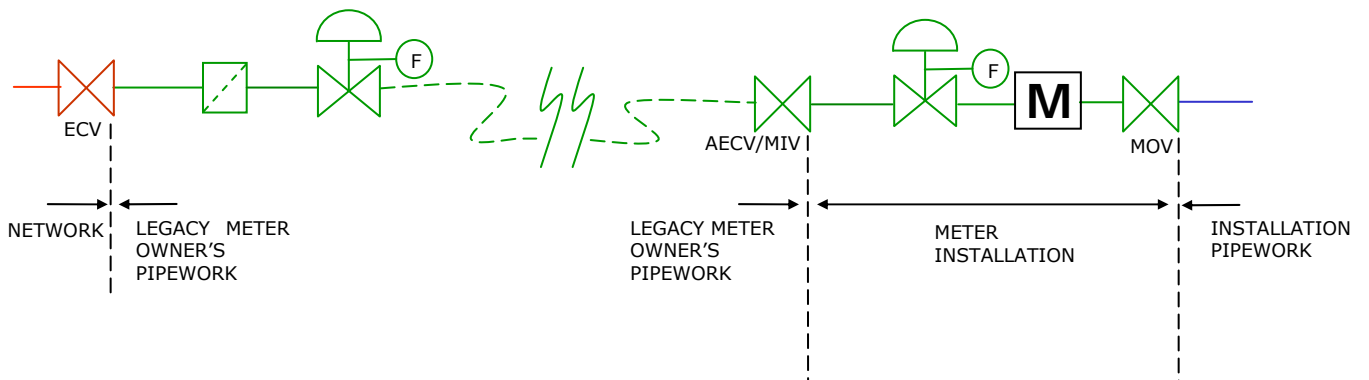 F
F
M
ECV
AECV/MIV
MOV
NETWORK
LEGACY METER
OWNER'S
PIPEWORK
LEGACY METER
OWNER'S
PIPEWORK
METER
INSTALLATION
INSTALLATION
PIPEWORK